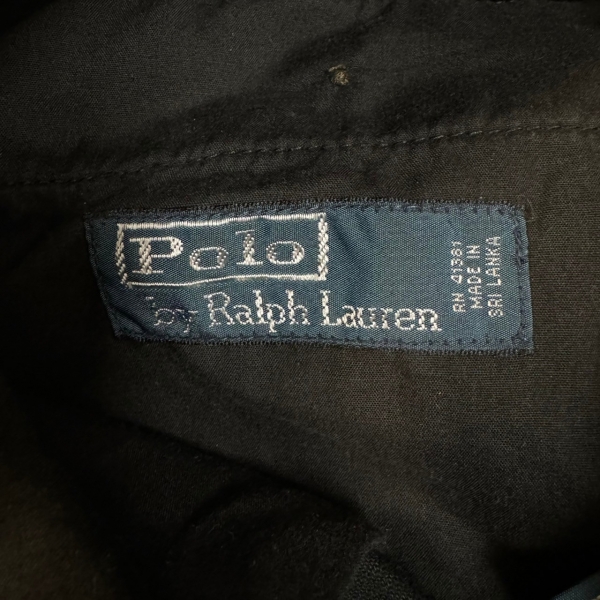 Polo
by Ralph Lauren
RN 41381
MADE IN
SRI LANKA